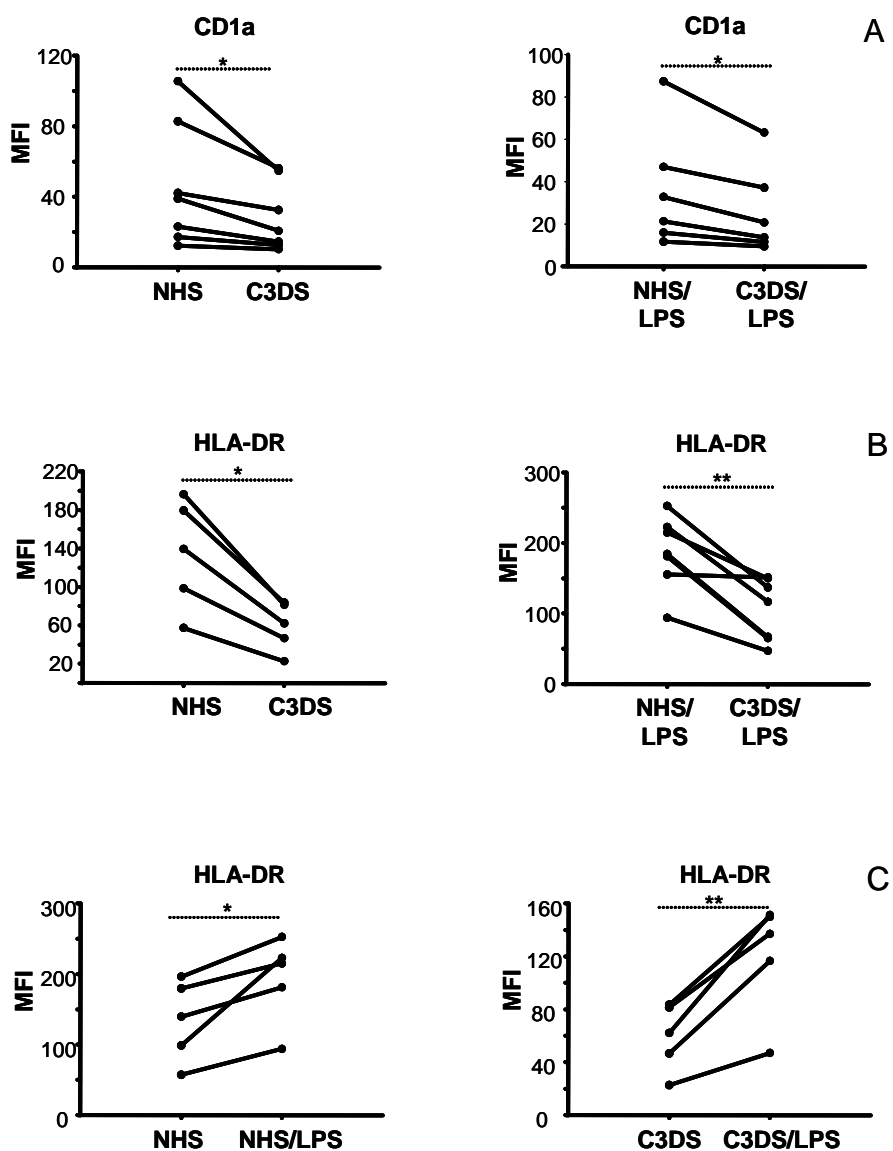 CD1a
CD1a
A
120
80
40
0
MFI
*
NHS
C3DS
100
80
60
40
20
0
MFI
*
NHS/
LPS
C3DS/
LPS
HLA-DR
HLA-DR
B
220
180
140
100
60
20
MFI
*
NHS
C3DS
300
200
100
0
MFI
**
NHS/
LPS
C3DS/
LPS
HLA-DR
HLA-DR
C
300
200
100
0
MFI
*
NHS
NHS/LPS
160
120
80
40
0
MFI
**
C3DS
C3DS/LPS